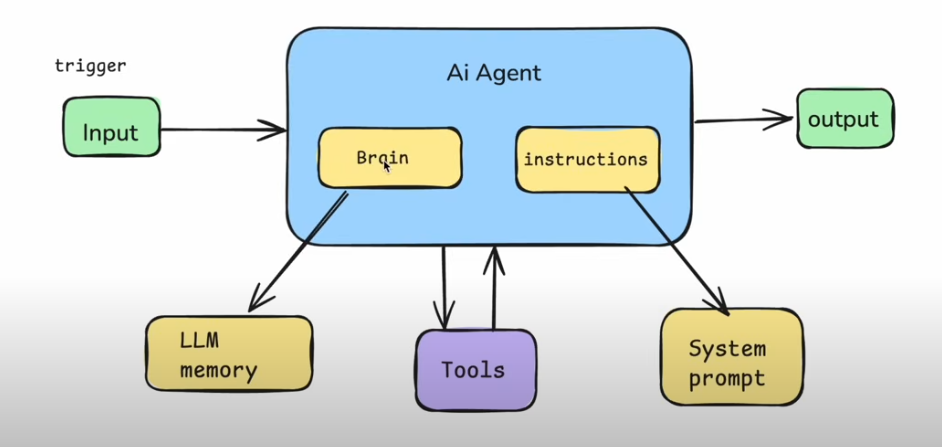 trigger
Input
Ai Agent
Brain
instructions
output
LLM
memory
Tools
System
prompt